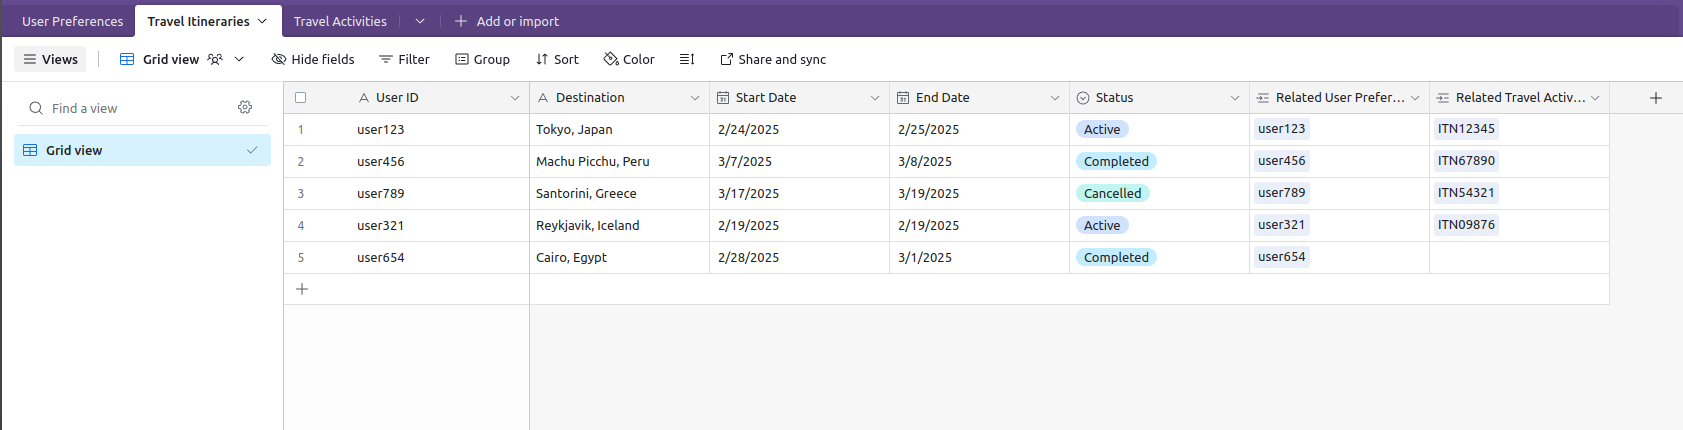 User Preferences Travel Itineraries Travel Activities Add or import
Views Grid view Hide fields Filter Group Sort Color Share and sync
Find a view
Grid view
User ID Destination Start Date End Date Status Related User Prefer... Related Travel Activ...
1 user123 Tokyo, Japan 2/24/2025 2/25/2025 Active user123 ITN12345
2 user456 Machu Picchu, Peru 3/7/2025 3/8/2025 Completed user456 ITN67890
3 user789 Santorini, Greece 3/17/2025 3/19/2025 Cancelled user789 ITN54321
4 user321 Reykjavik, Iceland 2/19/2025 2/19/2025 Active user321 ITN09876
5 user654 Cairo, Egypt 2/28/2025 3/1/2025 Completed user654